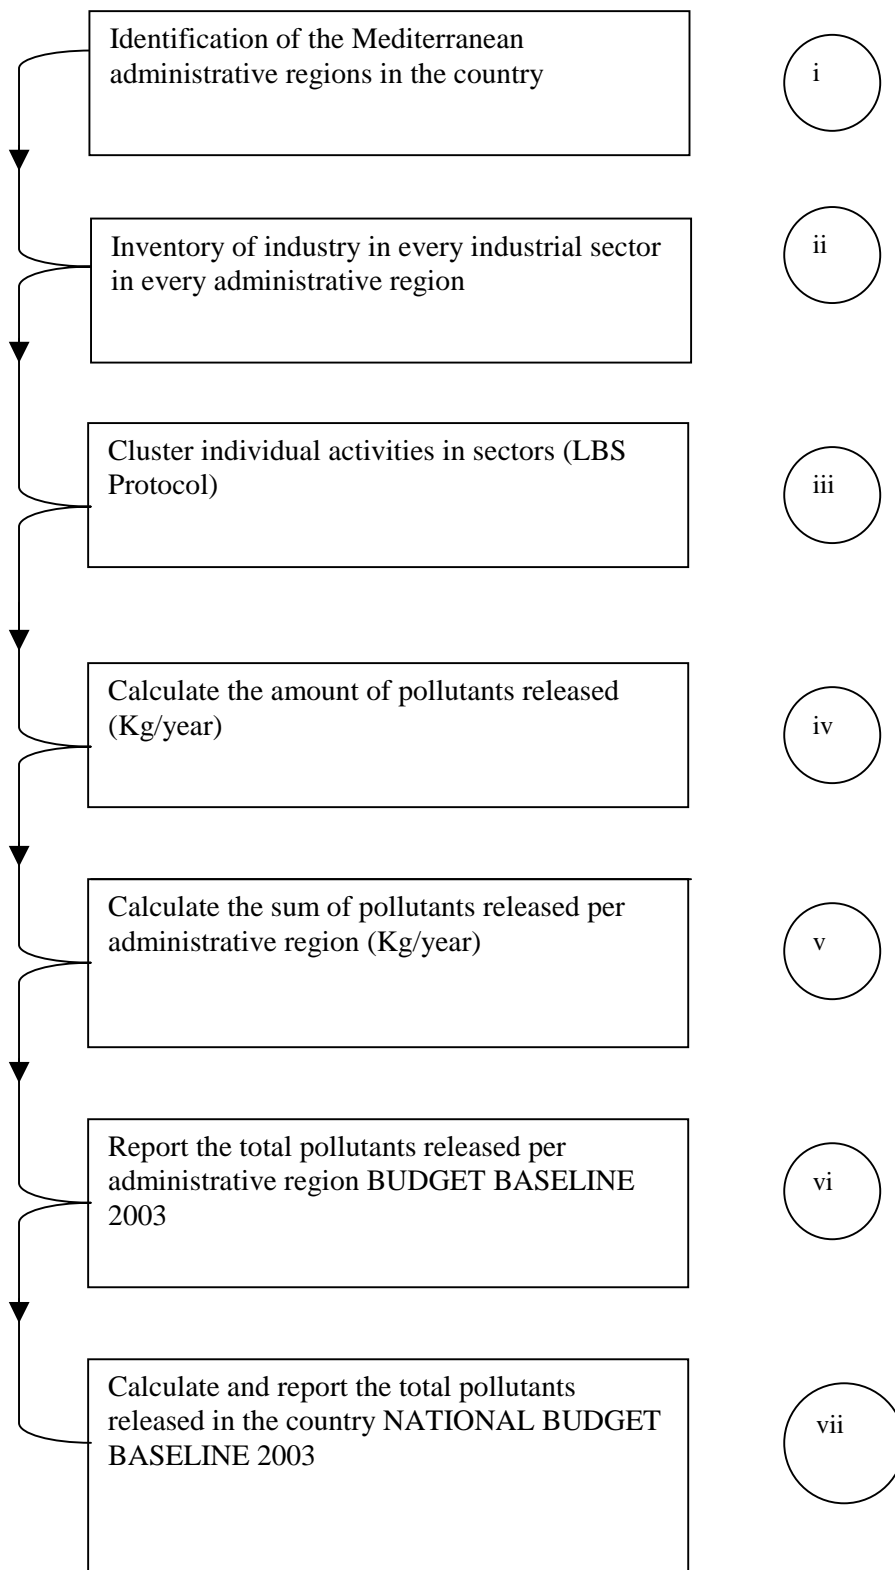 Identification of the Mediterranean
administrative regions in the country
i
Inventory of industry in every industrial sector
in every administrative region
ii
Cluster individual activities in sectors (LBS
Protocol)
iii
Calculate the amount of pollutants released
(Kg/year)
iv
Calculate the sum of pollutants released per
administrative region (Kg/year)
v
Report the total pollutants released per
administrative region BUDGET BASELINE
2003
vi
Calculate and report the total pollutants
released in the country NATIONAL BUDGET
BASELINE 2003
vii